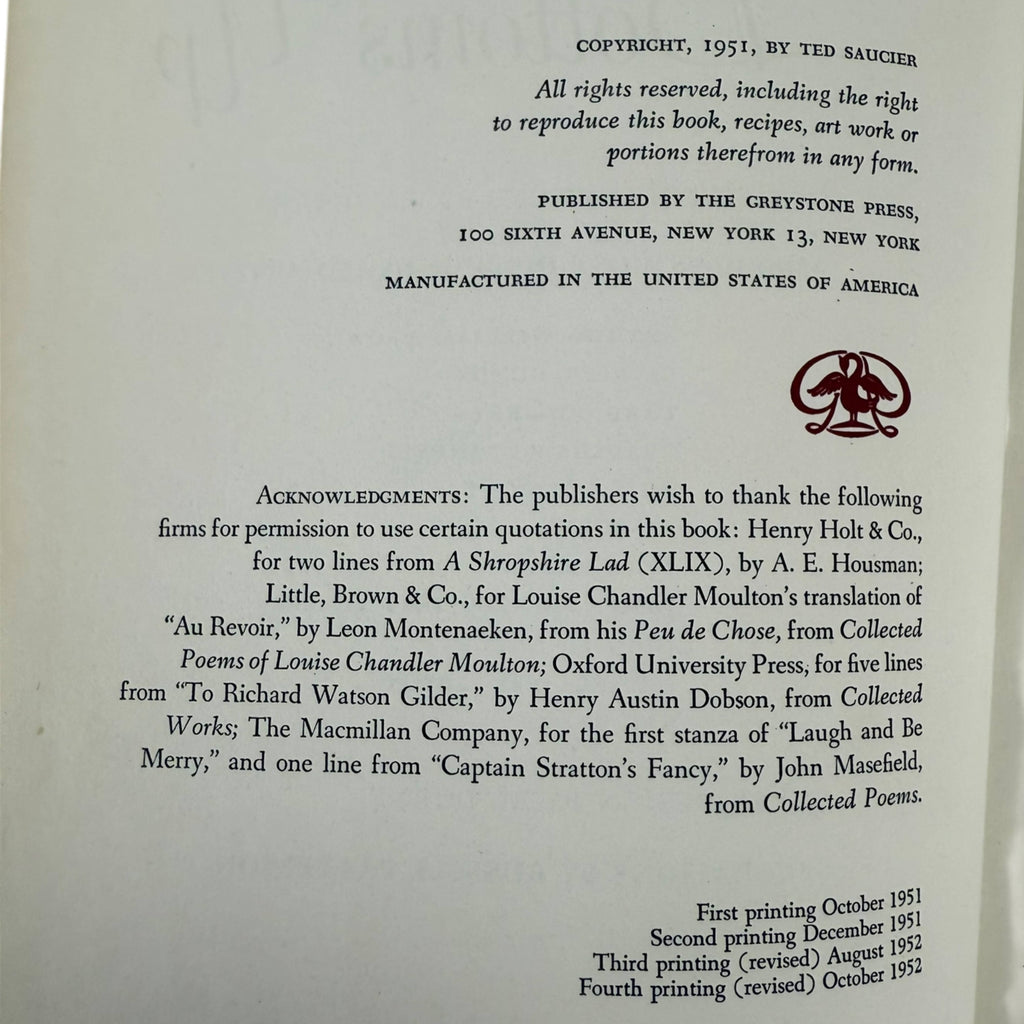 COPYRIGHT, 1951, BY TED SAUCIER
All rights reserved, including the right
to reproduce this book, recipes, art work or
portions therefrom in any form.
PUBLISHED BY THE GREYSTONE PRESS,
100 SIXTH AVENUE, NEW YORK 13, NEW YORK
MANUFACTURED IN THE UNITED STATES OF AMERICA
ACKNOWLEDGMENTS: The publishers wish to thank the following
firms for permission to use certain quotations in this book: Henry Holt & Co.,
for two lines from A Shropshire Lad (XLIX), by A. E. Housman;
Little, Brown & Co., for Louise Chandler Moulton's translation of
“Au Revoir,” by Leon Montenaeken, from his Peu de Chose, from Collected
Poems of Louise Chandler Moulton; Oxford University Press, for five lines
from “To Richard Watson Gilder,” by Henry Austin Dobson, from Collected
Works; The Macmillan Company, for the first stanza of “Laugh and Be
Merry,” and one line from “Captain Stratton's Fancy,” by John Masefield,
from Collected Poems.
First printing October 1951
Second printing December 1951
Third printing (revised) August 1952
Fourth printing (revised) October 1952